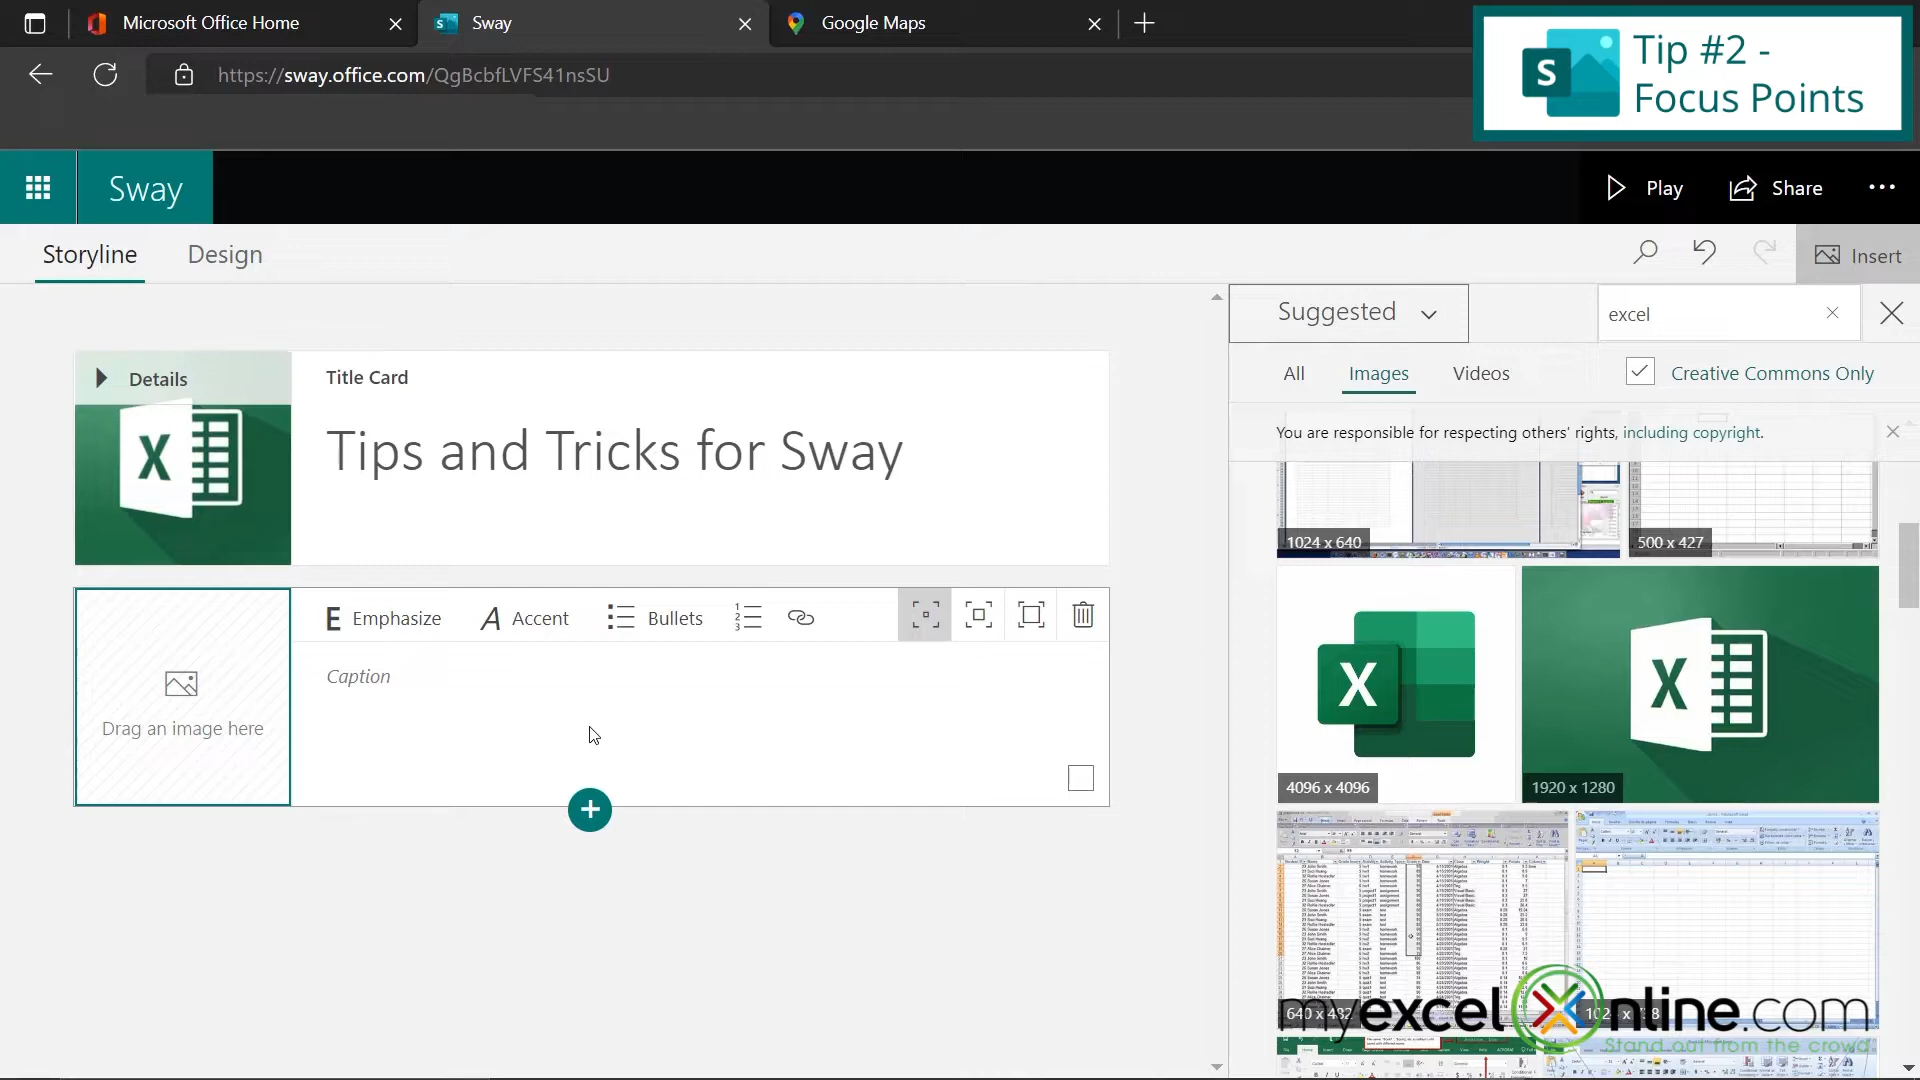 Microsoft Office Home
Sway
Google Maps
https://sway.office.com/QgBcbfLVFS41nsSU
S
Tip #2 -
Focus Points
Sway
Play
Share
Storyline
Design
Insert
Suggested
excel
All
Images
Videos
Creative Commons Only
You are responsible for respecting others' rights, including copyright.
Details
X
Title Card
Tips and Tricks for Sway
1024 x 640
500 x 427
E Emphasize
A Accent
Bullets
Caption
Drag an image here
X
4096 x 4096
X
1920 x 1280
640 x 482
myexcelOnline.com
Stand out from the crowd